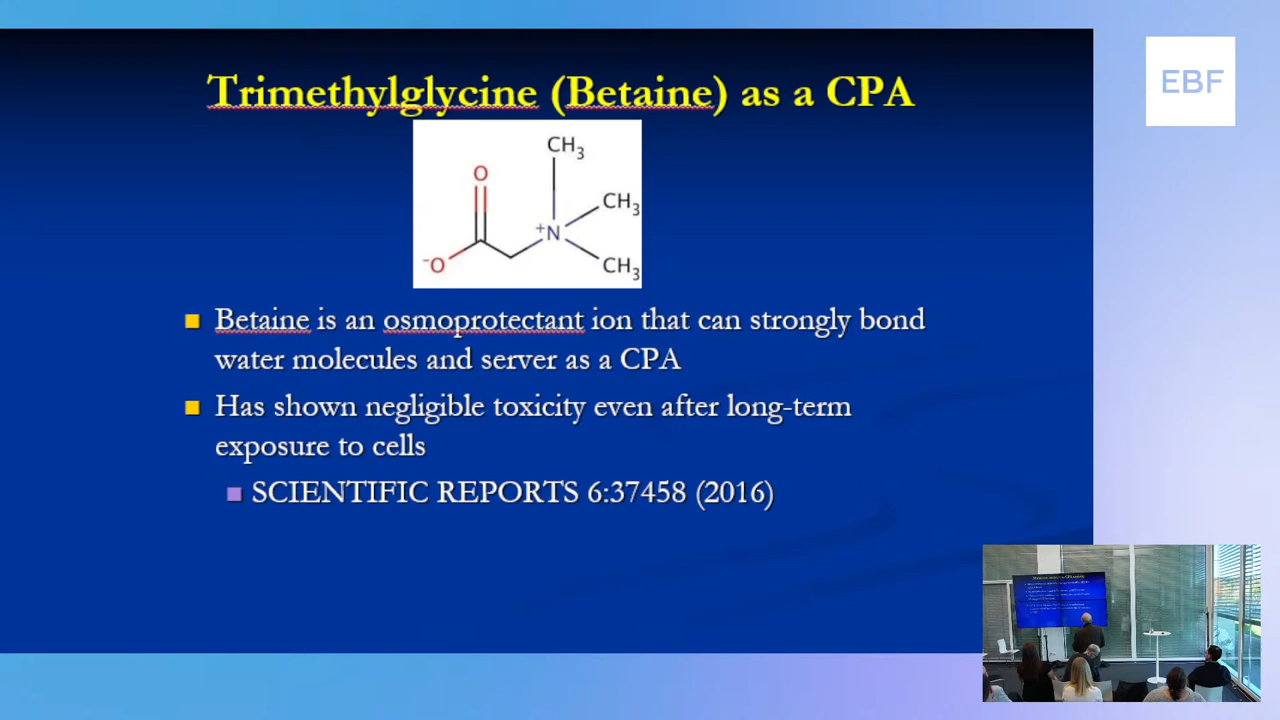 EBF
Trimethylglycine (Betaine) as a CPA
CH3
O
CH3
+N
-O
CH3
Betaine is an osmoprotectant ion that can strongly bond
water molecules and server as a CPA
Has shown negligible toxicity even after long-term
exposure to cells
SCIENTIFIC REPORTS 6:37458 (2016)